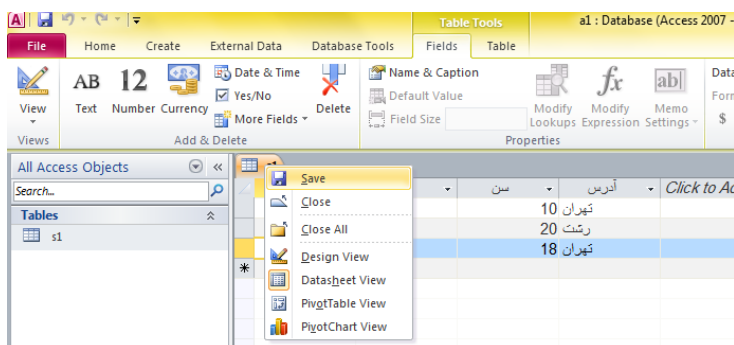 A Table Tools a1 : Database (Access 2007 -
File Home Create External Data Database Tools Fields Table
View Views
AB Text 12 Number Currency Date & Time Yes/No More Fields Delete Add & Delete
Name & Caption Default Value Field Size Modify Lookups fx Modify Expression ab Memo Settings Properties
Data
$
All Access Objects «
Search...
Tables
s1
Save
Close
Close All
Design View
Datasheet View
PivotTable View
PivotChart View
سن آدرس Click to Ad
10 تهران
20 رشت
18 تهران
*